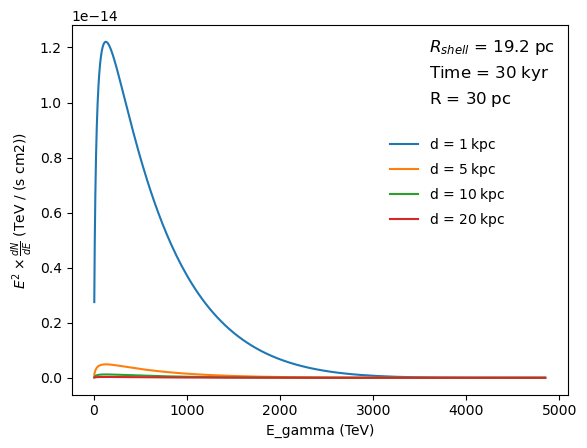 1e−14
R_shell = 19.2 pc
Time = 30 kyr
R = 30 pc
d = 1 kpc
d = 5 kpc
d = 10 kpc
d = 20 kpc
1.2
1.0
0.8
0.6
0.4
0.2
0.0
E² × dN/dE (TeV / (s cm2))
0 1000 2000 3000 4000 5000
E_gamma (TeV)